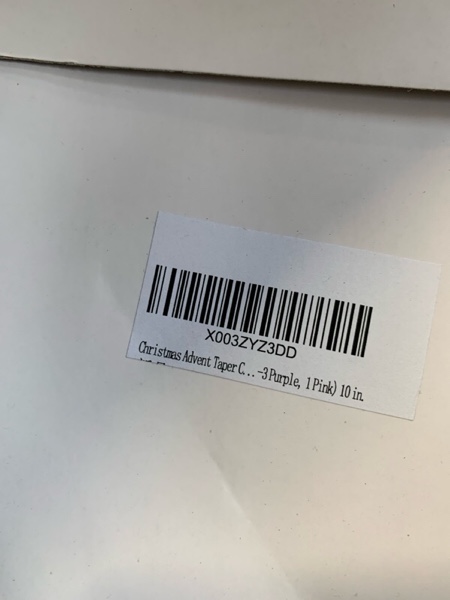 X003ZYZ3DD
Christmas Advent Taper C...-3 Purple, 1 Pink) 10 in.